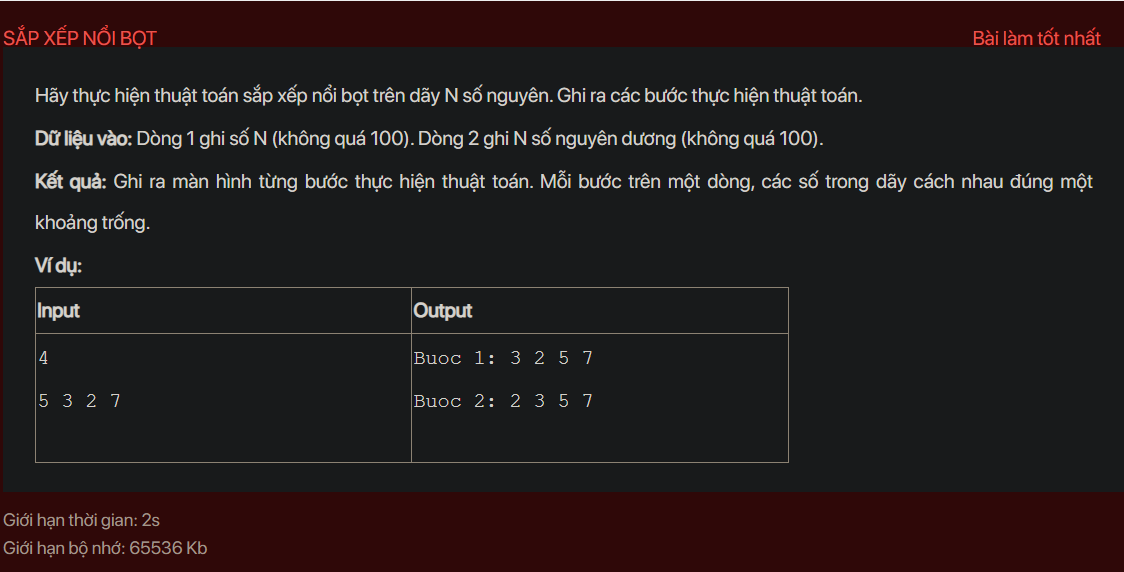 SẮP XẾP NỔI BỌT
Bài làm tốt nhất
Hãy thực hiện thuật toán sắp xếp nổi bọt trên dãy N số nguyên. Ghi ra các bước thực hiện thuật toán.
Dữ liệu vào: Dòng 1 ghi số N (không quá 100). Dòng 2 ghi N số nguyên dương (không quá 100).
Kết quả: Ghi ra màn hình từng bước thực hiện thuật toán. Mỗi bước trên một dòng, các số trong dãy cách nhau đúng một
khoảng trống.
Ví dụ:
Input
Output
4
5 3 2 7
Buoc 1: 3 2 5 7
Buoc 2: 2 3 5 7
Giới hạn thời gian: 2s
Giới hạn bộ nhớ: 65536 Kb